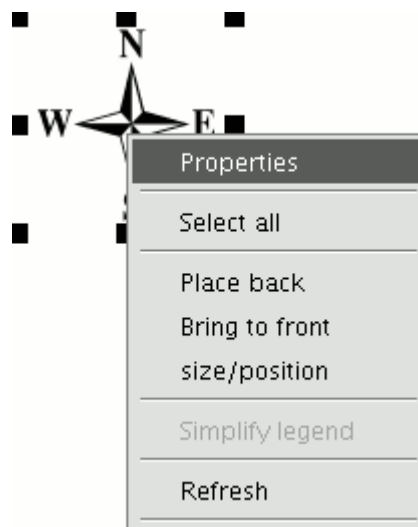 N
W E
Properties
Select all
Place back
Bring to front
size/position
Simplify legend
Refresh